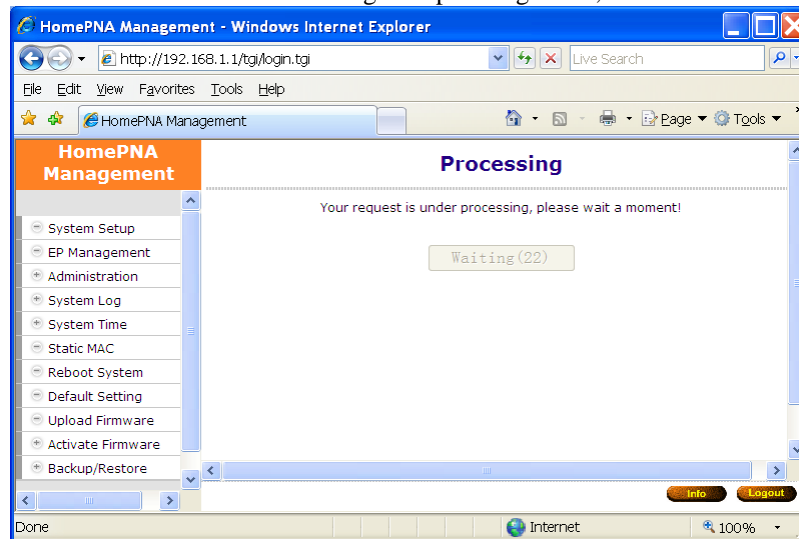 HomePNA Management - Windows Internet Explorer
http://192.168.1.1/tgi/login.tgi
Live Search
File Edit View Favorites Tools Help
HomePNA Management
Page
Tools
HomePNA
Management
Processing
Your request is under processing, please wait a moment!
Waiting(22)
System Setup
EP Management
Administration
System Log
System Time
Static MAC
Reboot System
Default Setting
Upload Firmware
Activate Firmware
Backup/Restore
Info Logout
Done
Internet
100%